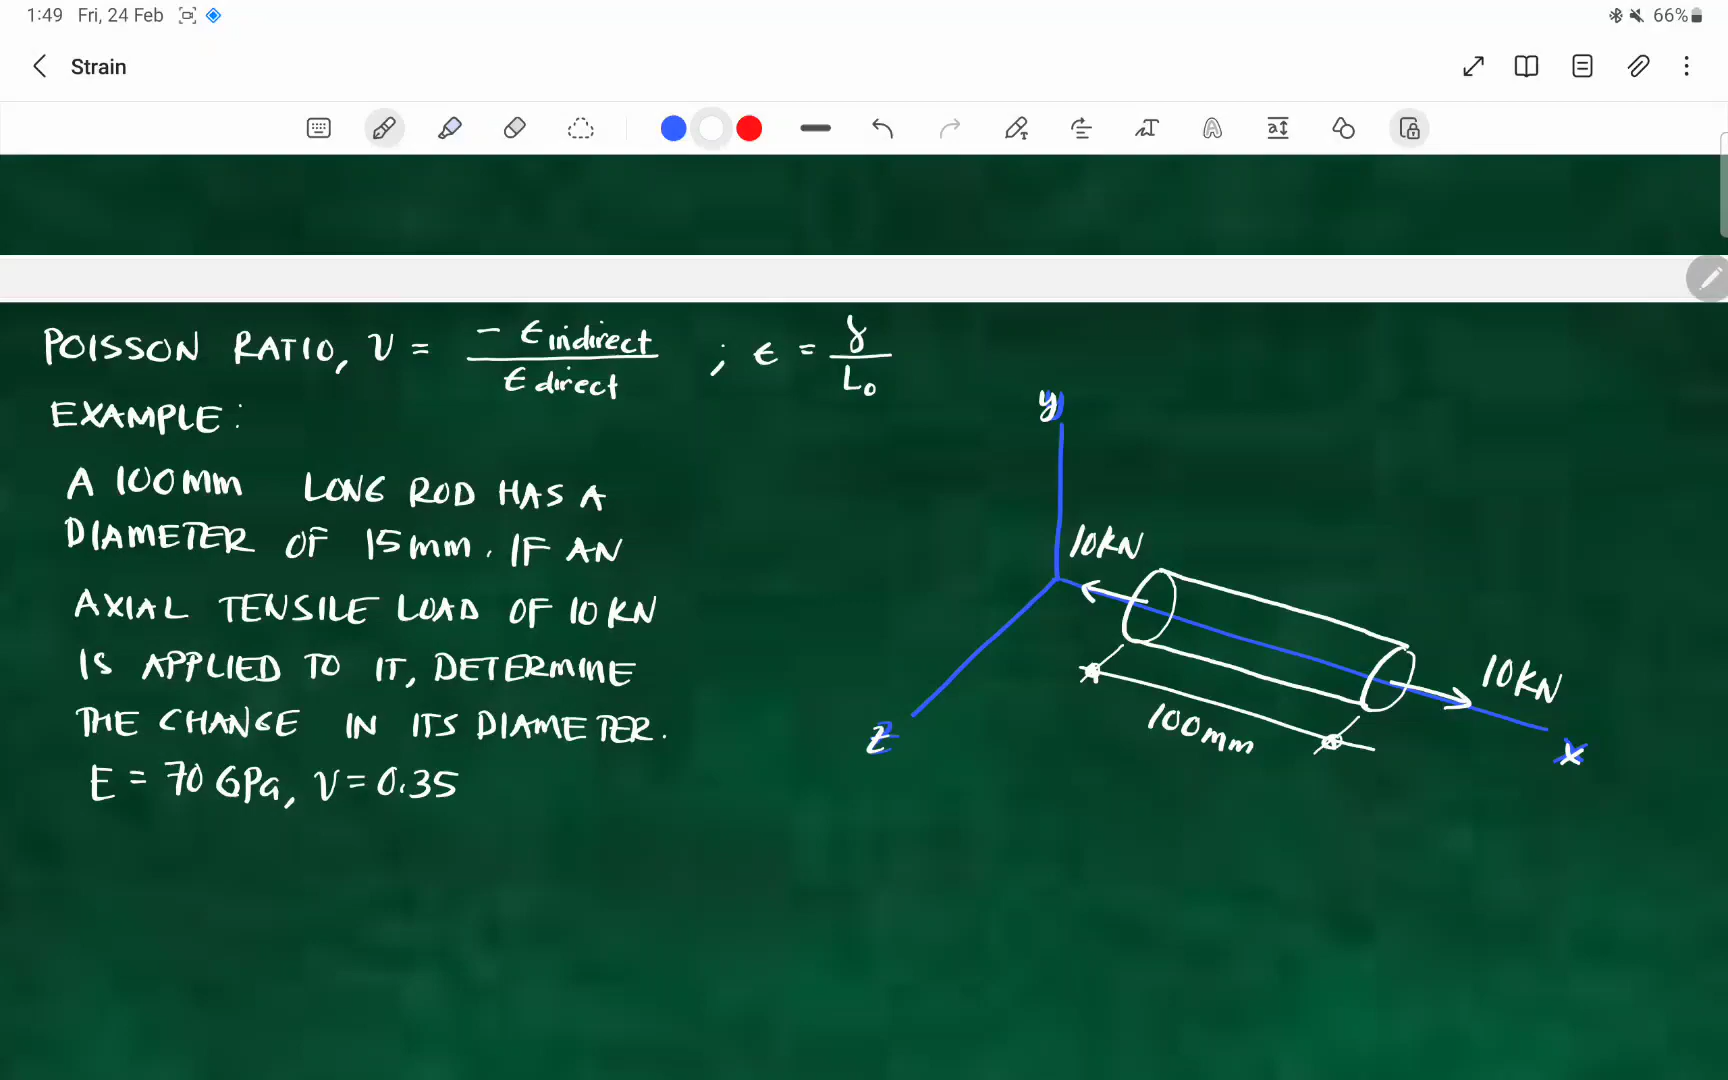 1:49 Fri, 24 Feb
66%
Strain
POISSON RATIO, ν = - ϵ indirect / ϵ direct ; ϵ = γ / L₀
EXAMPLE:
A 100mm LONG ROD HAS A
DIAMETER OF 15mm. IF AN
AXIAL TENSILE LOAD OF 10KN
IS APPLIED TO IT, DETERMINE
THE CHANGE IN ITS DIAMETER.
E = 70 GPa, ν = 0.35
y
10KN
10KN
100mm
z
x